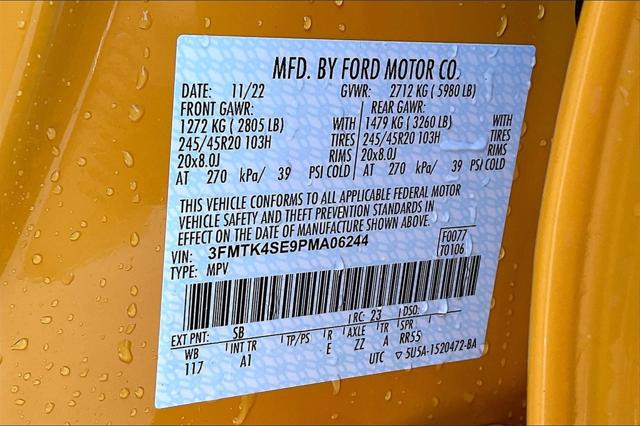 MFD. BY FORD MOTOR CO.
DATE: 11/22 GVWR: 2712 KG ( 5980 LB)
FRONT GAWR: REAR GAWR:
1272 KG ( 2805 LB) WITH 1479 KG ( 3260 LB) WITH
245/45R20 103H TIRES 245/45R20 103H TIRES
20x8.0J RIMS 20x8.0J RIMS
AT 270 kPa/ 39 PSI COLD AT 270 kPa/ 39 PSI COLD
THIS VEHICLE CONFORMS TO ALL APPLICABLE FEDERAL MOTOR
VEHICLE SAFETY AND THEFT PREVENTION STANDARDS IN
EFFECT ON THE DATE OF MANUFACTURE SHOWN ABOVE.
VIN: 3FMTK4SE9PMA06244 F0077
TYPE: MPV T0106
EXT PNT: SB RC: 23 DSO:
WB INT TR TP/PS R AXLE TR SPR
117 A1 E ZZ A RR55
UTC ▽ 5U5A-1520472-BA